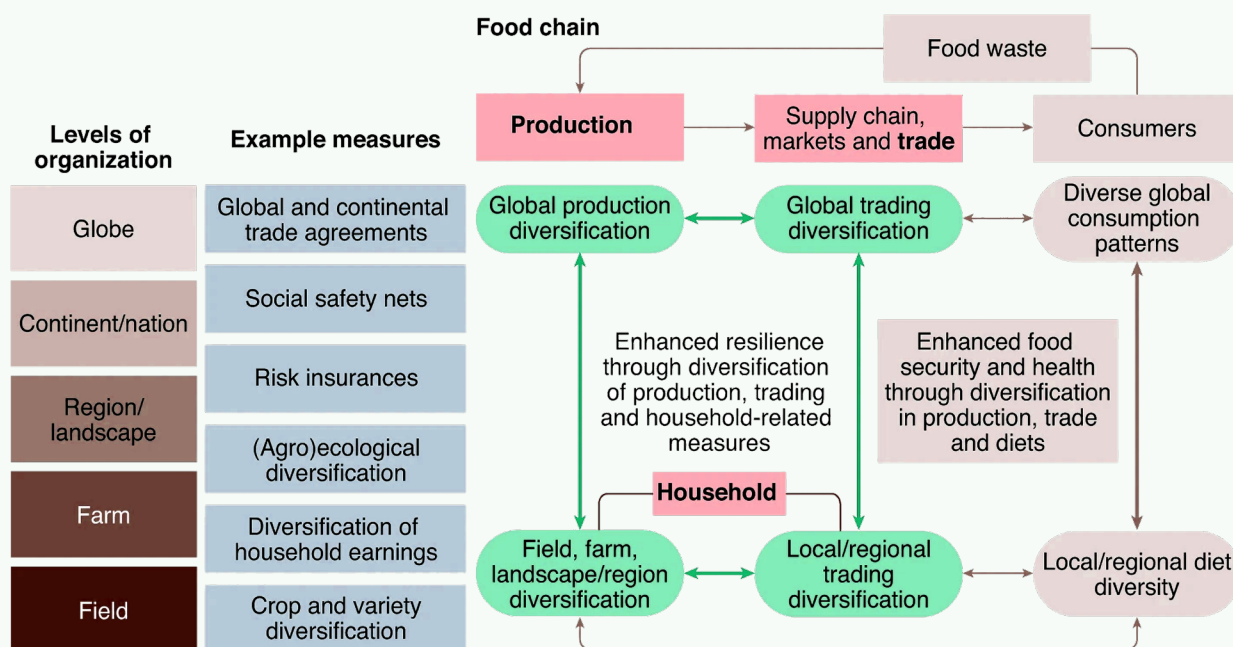 Food chain
Food waste
Levels of
organization
Example measures
Production
Supply chain,
markets and trade
Consumers
Globe
Continent/nation
Region/
landscape
Farm
Field
Global and continental
trade agreements
Social safety nets
Risk insurances
(Agro)ecological
diversification
Diversification of
household earnings
Crop and variety
diversification
Global production
diversification
Global trading
diversification
Diverse global
consumption
patterns
Enhanced resilience
through diversification
of production, trading
and household-related
measures
Enhanced food
security and health
through diversification
in production, trade
and diets
Household
Field, farm,
landscape/region
diversification
Local/regional
trading
diversification
Local/regional diet
diversity